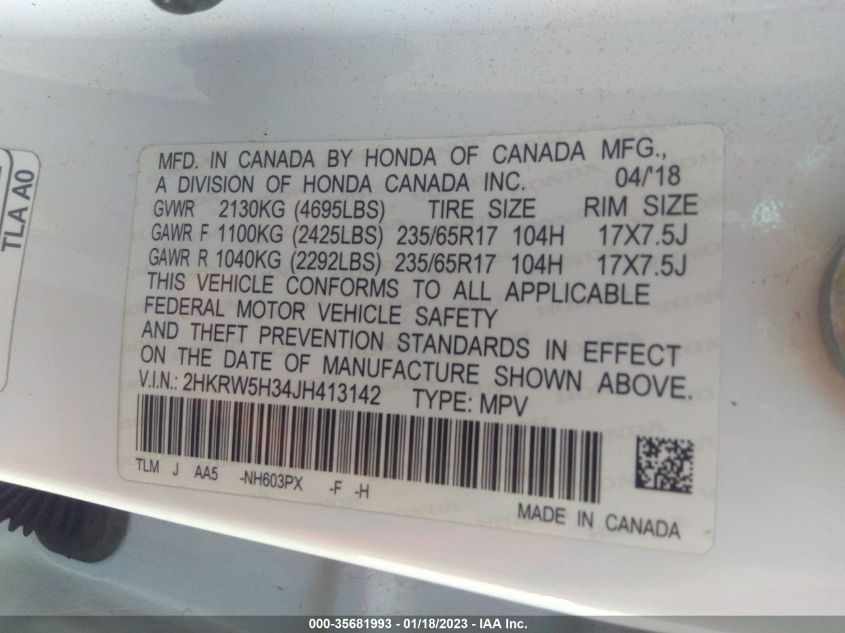 TLA A0
MFD. IN CANADA BY HONDA OF CANADA MFG.,
A DIVISION OF HONDA CANADA INC. 04/'18
GVWR 2130KG (4695LBS) TIRE SIZE RIM SIZE
GAWR F 1100KG (2425LBS) 235/65R17 104H 17X7.5J
GAWR R 1040KG (2292LBS) 235/65R17 104H 17X7.5J
THIS VEHICLE CONFORMS TO ALL APPLICABLE
FEDERAL MOTOR VEHICLE SAFETY
AND THEFT PREVENTION STANDARDS IN EFFECT
ON THE DATE OF MANUFACTURE SHOWN ABOVE.
V.I.N.: 2HKRW5H34JH413142 TYPE: MPV
TLM J AA5 -NH603PX -F -H
MADE IN CANADA
000-35681993 - 01/18/2023 - IAA Inc.